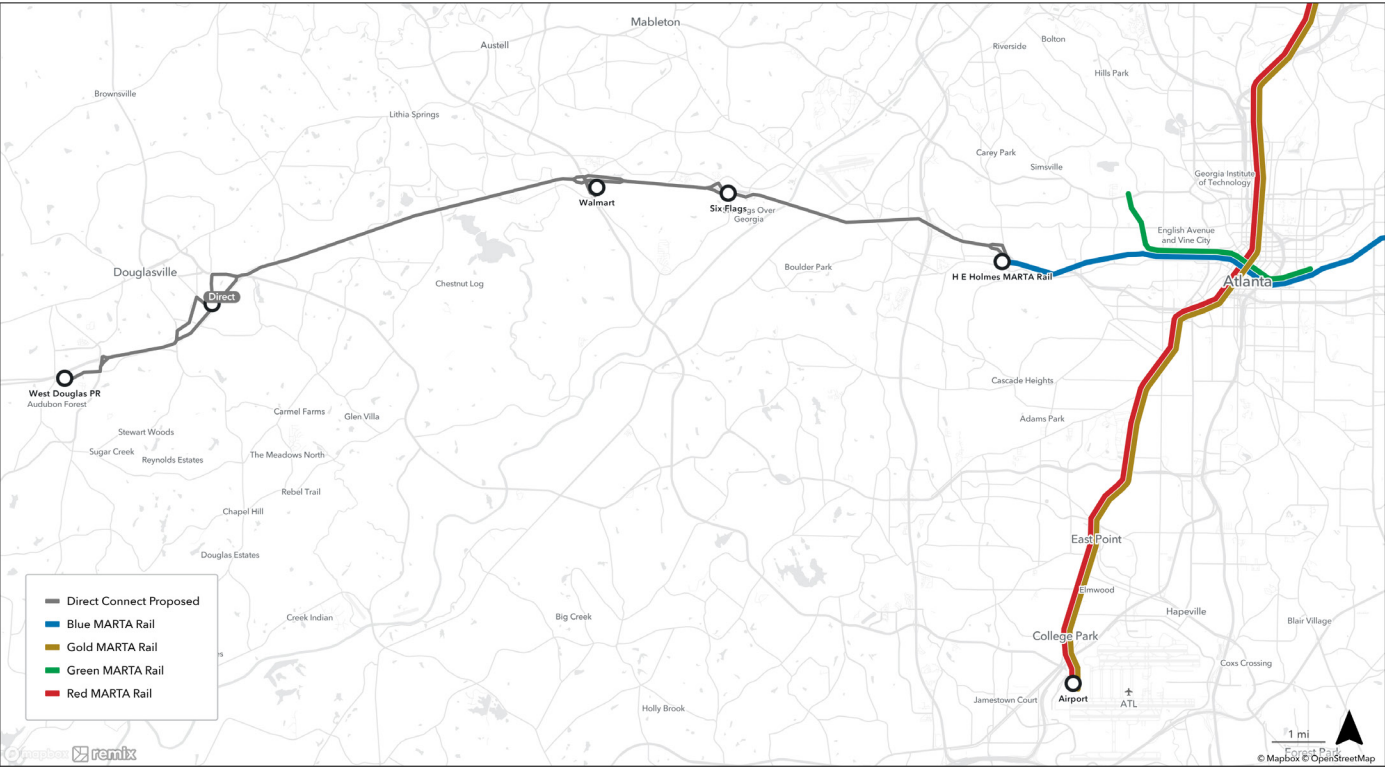 Mableton
Austell
Bolton
Riverside
Hills Park
Brownsville
Lithia Springs
Carey Park
Simsville
Georgia Institute
of Technology
Walmart
Six Flags
Over
Georgia
English Avenue
and Vine City
Boulder Park
H E Holmes MARTA Rail
Atlanta
Douglasville
Chestnut Log
Direct
West Douglas PR
Audubon Forest
Cascade Heights
Adams Park
Carmel Farms
Glen Villa
Stewart Woods
Sugar Creek
Reynolds Estates
The Meadows North
Rebel Trail
Chapel Hill
Douglas Estates
East Point
Elmwood
Hapeville
Blair Village
College Park
Coxs Crossing
Creek Indian
Big Creek
Direct Connect Proposed
Blue MARTA Rail
Gold MARTA Rail
Green MARTA Rail
Red MARTA Rail
Holly Brook
Jamestown Court
Airport
ATL
1 mi
Forest Park
mapbox
remix
© Mapbox © OpenStreetMap